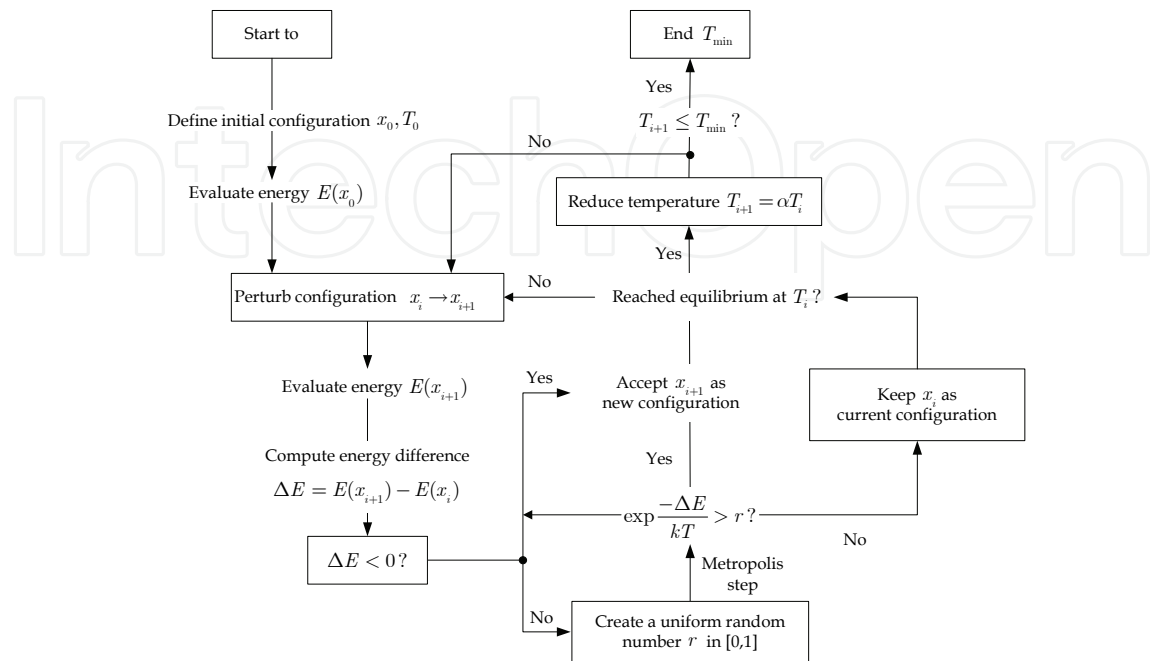 Start to
End T_min
Yes
Define initial configuration x_0, T_0
T_{i+1} ≤ T_min ?
No
Evaluate energy E(x_0)
Reduce temperature T_{i+1} = αT_i
IntechOpen
Yes
Perturb configuration x_i → x_{i+1}
No
Reached equilibrium at T_i ?
Evaluate energy E(x_{i+1})
Yes
Accept x_{i+1} as
new configuration
Keep x_i as
current configuration
Compute energy difference
ΔE = E(x_{i+1}) − E(x_i)
Yes
exp −ΔE/kT > r ?
No
ΔE < 0 ?
Metropolis
step
No
Create a uniform random
number r in [0,1]